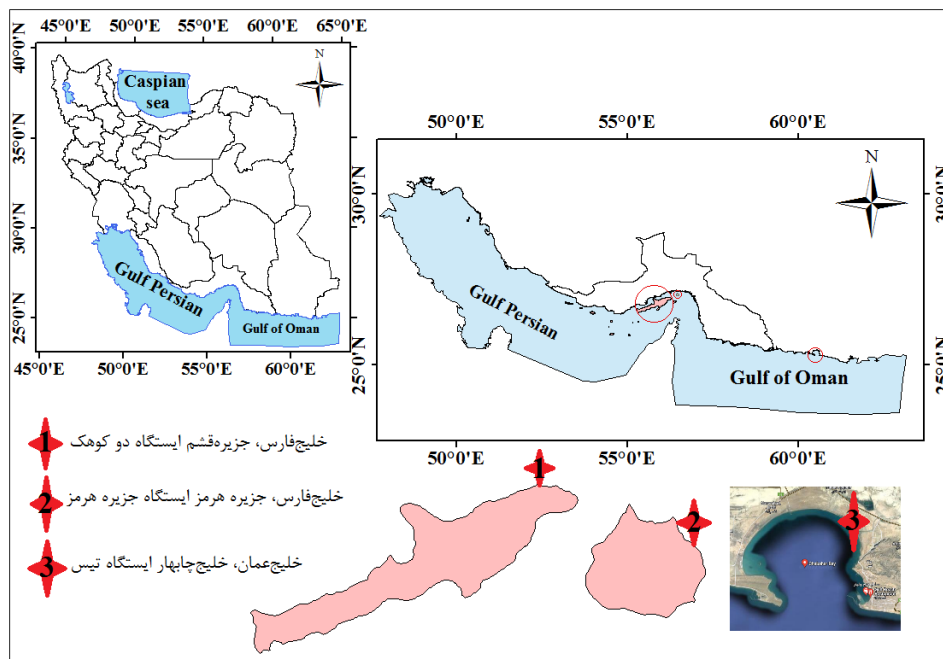 45°0'E 50°0'E 55°0'E 60°0'E 65°0'E
40°0'N
35°0'N
30°0'N
25°0'N
N
Caspian
sea
Gulf Persian
Gulf of Oman
45°0'E 50°0'E 55°0'E 60°0'E
50°0'E 55°0'E 60°0'E
30°0'N
25°0'N
30°0'N
25°0'N
N
Gulf Persian
Gulf of Oman
50°0'E 55°0'E 60°0'E
1 خلیج‌فارس، جزیره‌قشم ایستگاه دو کوهک
2 خلیج‌فارس، جزیره هرمز ایستگاه جزیره هرمز
3 خلیج‌عمان، خلیج‌چابهار ایستگاه تیس
1
2
3